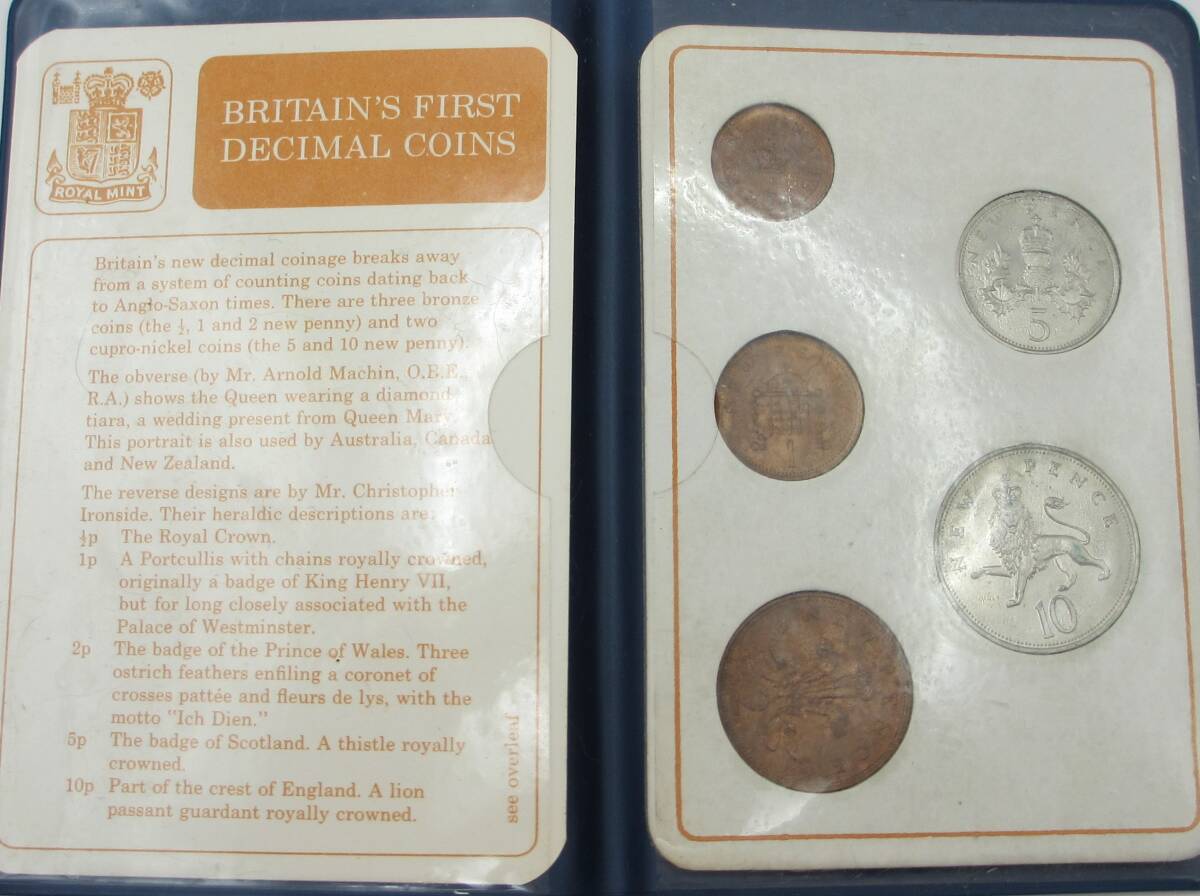 ROYAL MINT
BRITAIN'S FIRST
DECIMAL COINS
Britain's new decimal coinage breaks away
from a system of counting coins dating back
to Anglo-Saxon times. There are three bronze
coins (the ½, 1 and 2 new penny) and two
cupro-nickel coins (the 5 and 10 new penny).
The obverse (by Mr. Arnold Machin, O.B.E.,
R.A.) shows the Queen wearing a diamond
tiara, a wedding present from Queen Mary.
This portrait is also used by Australia, Canada
and New Zealand.
The reverse designs are by Mr. Christopher
Ironside. Their heraldic descriptions are:
½p The Royal Crown.
1p A Portcullis with chains royally crowned,
originally a badge of King Henry VII,
but for long closely associated with the
Palace of Westminster.
2p The badge of the Prince of Wales. Three
ostrich feathers enfiling a coronet of
crosses pattée and fleurs de lys, with the
motto "Ich Dien."
5p The badge of Scotland. A thistle royally
crowned.
10p Part of the crest of England. A lion
passant guardant royally crowned.
see overleaf
NEW
5
1
NEW PENCE
10